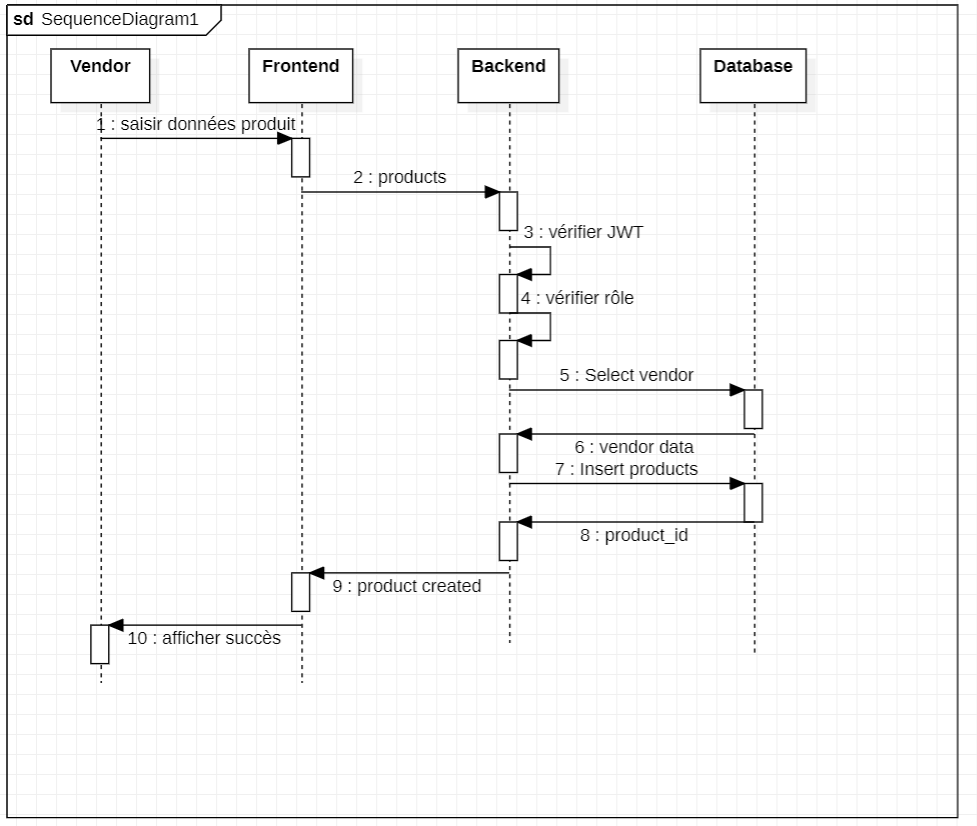 sd SequenceDiagram1
Vendor Frontend Backend Database
1 : saisir données produit
2 : products
3 : vérifier JWT
4 : vérifier rôle
5 : Select vendor
6 : vendor data
7 : Insert products
8 : product_id
9 : product created
10 : afficher succès